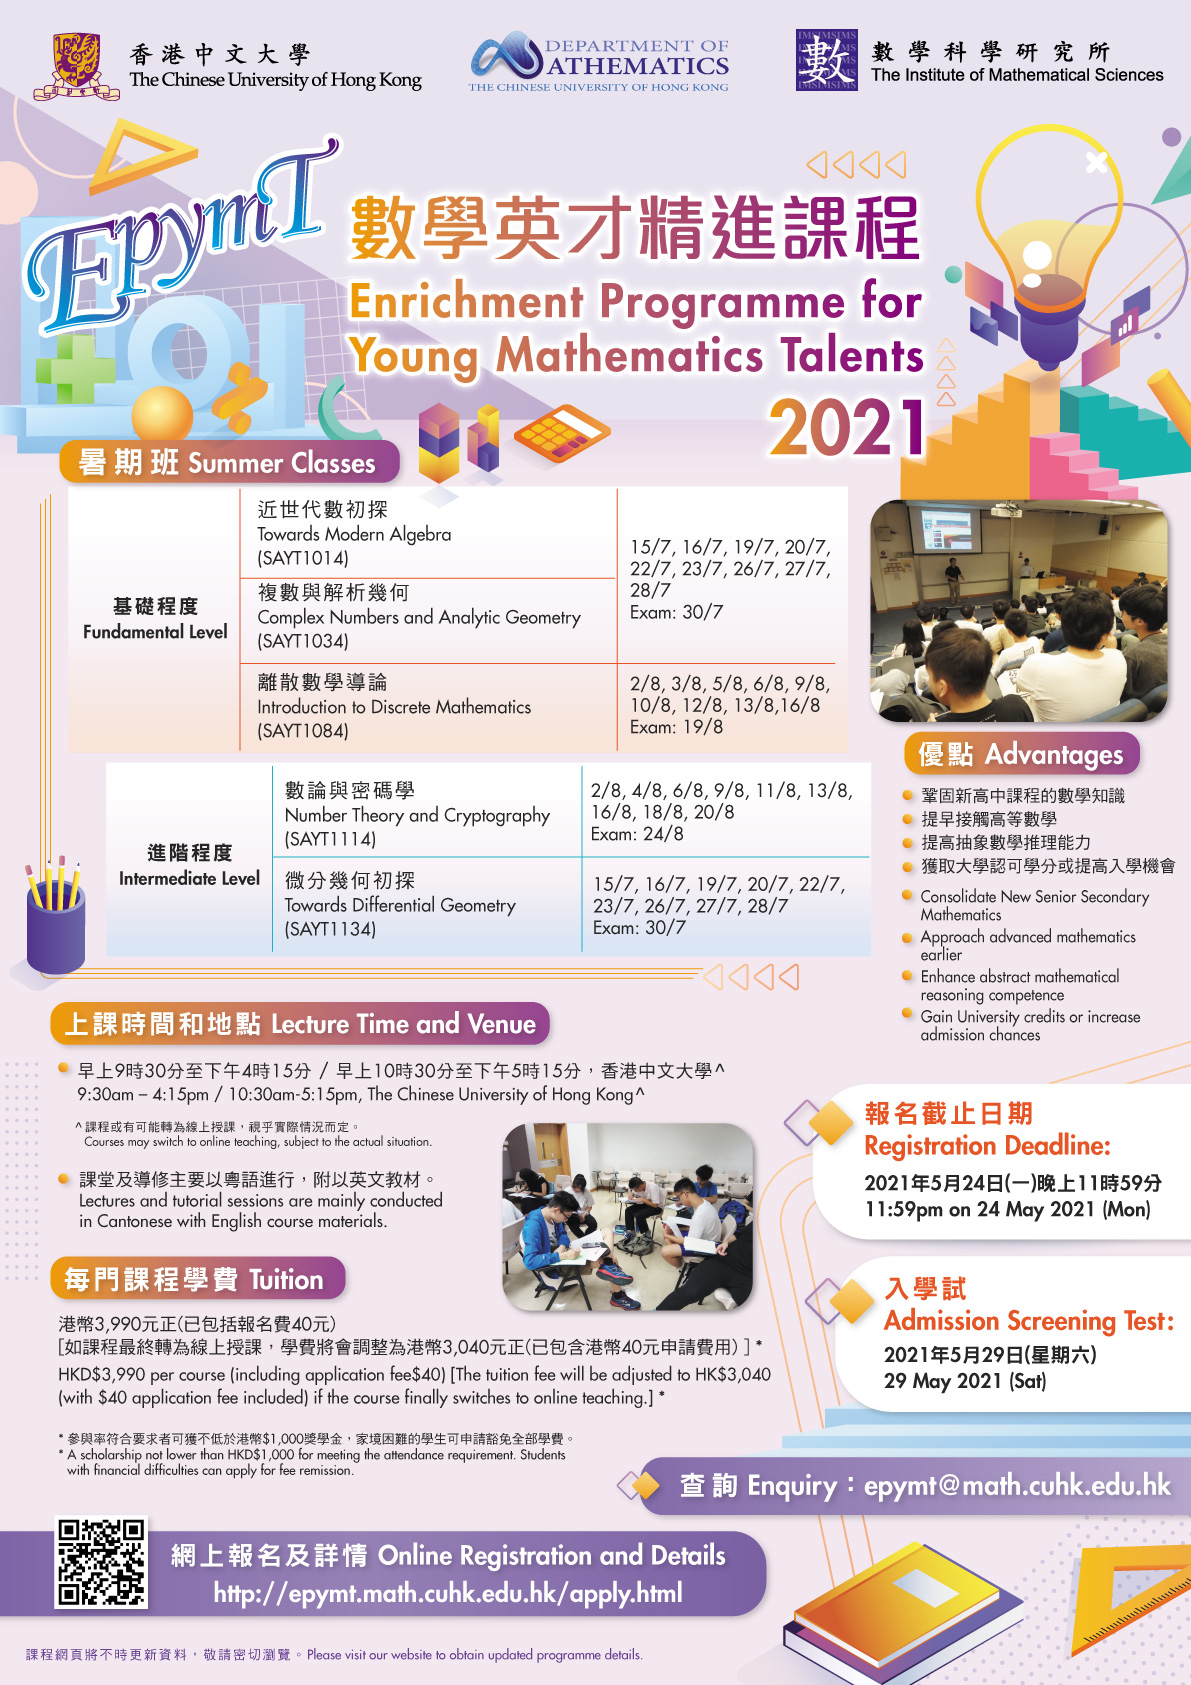 香港中文大學
The Chinese University of Hong Kong
DEPARTMENT OF
MATHEMATICS
THE CHINESE UNIVERSITY OF HONG KONG
數
數學科學研究所
The Institute of Mathematical Sciences
EpymT
數學英才精進課程
Enrichment Programme for
Young Mathematics Talents
2021
暑期班 Summer Classes
基礎程度
Fundamental Level
近世代數初探
Towards Modern Algebra
(SAYT1014)
複數與解析幾何
Complex Numbers and Analytic Geometry
(SAYT1034)
15/7, 16/7, 19/7, 20/7,
22/7, 23/7, 26/7, 27/7,
28/7
Exam: 30/7
離散數學導論
Introduction to Discrete Mathematics
(SAYT1084)
2/8, 3/8, 5/8, 6/8, 9/8,
10/8, 12/8, 13/8,16/8
Exam: 19/8
進階程度
Intermediate Level
數論與密碼學
Number Theory and Cryptography
(SAYT1114)
2/8, 4/8, 6/8, 9/8, 11/8, 13/8,
16/8, 18/8, 20/8
Exam: 24/8
微分幾何初探
Towards Differential Geometry
(SAYT1134)
15/7, 16/7, 19/7, 20/7, 22/7,
23/7, 26/7, 27/7, 28/7
Exam: 30/7
優點 Advantages
鞏固新高中課程的數學知識
提早接觸高等數學
提高抽象數學推理能力
獲取大學認可學分或提高入學機會
Consolidate New Senior Secondary
Mathematics
Approach advanced mathematics
earlier
Enhance abstract mathematical
reasoning competence
Gain University credits or increase
admission chances
上課時間和地點 Lecture Time and Venue
早上9時30分至下午4時15分 / 早上10時30分至下午5時15分，香港中文大學^
9:30am – 4:15pm / 10:30am-5:15pm, The Chinese University of Hong Kong^
^ 課程或有可能轉為線上授課，視乎實際情況而定。
Courses may switch to online teaching, subject to the actual situation.
課堂及導修主要以粵語進行，附以英文教材。
Lectures and tutorial sessions are mainly conducted
in Cantonese with English course materials.
每門課程學費 Tuition
港幣3,990元正(已包括報名費40元)
[如課程最終轉為線上授課，學費將會調整為港幣3,040元正(已包含港幣40元申請費用) ] *
HKD$3,990 per course (including application fee$40) [The tuition fee will be adjusted to HK$3,040
(with $40 application fee included) if the course finally switches to online teaching.] *
* 參與率符合要求者可獲不低於港幣$1,000獎學金，家境困難的學生可申請豁免全部學費。
* A scholarship not lower than HKD$1,000 for meeting the attendance requirement. Students
with financial difficulties can apply for fee remission.
報名截止日期
Registration Deadline:
2021年5月24日(一)晚上11時59分
11:59pm on 24 May 2021 (Mon)
入學試
Admission Screening Test:
2021年5月29日(星期六)
29 May 2021 (Sat)
查詢 Enquiry：epymt@math.cuhk.edu.hk
網上報名及詳情 Online Registration and Details
http://epymt.math.cuhk.edu.hk/apply.html
課程網頁將不時更新資料，敬請密切瀏覽。Please visit our website to obtain updated programme details.